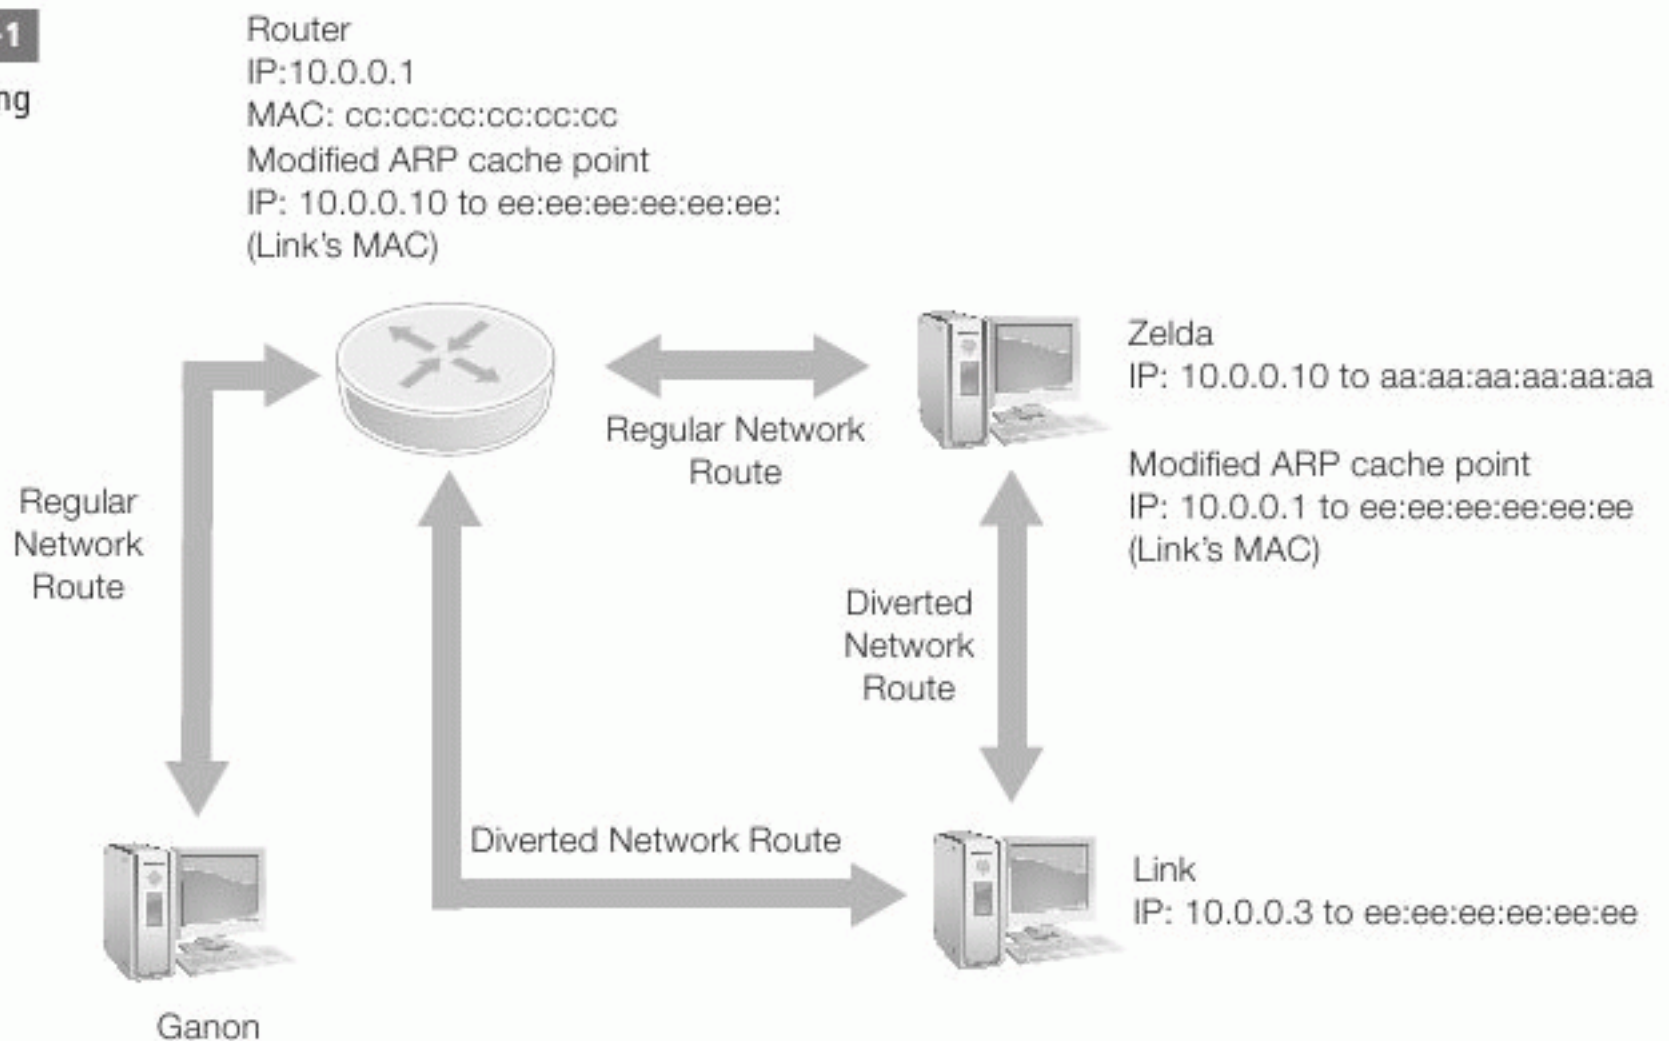 -1
ng
Router
IP:10.0.0.1
MAC: cc:cc:cc:cc:cc:cc
Modified ARP cache point
IP: 10.0.0.10 to ee:ee:ee:ee:ee:ee:
(Link's MAC)
Zelda
IP: 10.0.0.10 to aa:aa:aa:aa:aa:aa
Regular Network
Route
Modified ARP cache point
IP: 10.0.0.1 to ee:ee:ee:ee:ee:ee
(Link's MAC)
Regular
Network
Route
Diverted
Network
Route
Diverted Network Route
Link
IP: 10.0.0.3 to ee:ee:ee:ee:ee:ee
Ganon